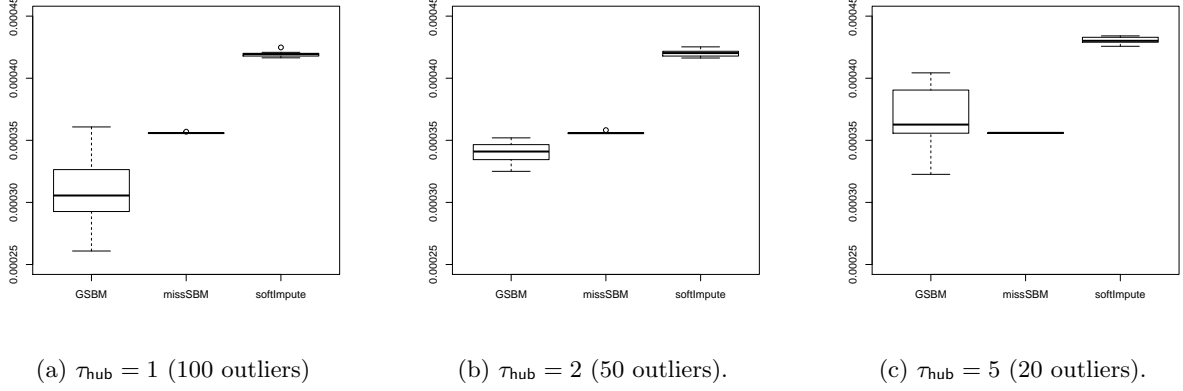 0.00045
0.00040
0.00035
0.00030
0.00025
GSBM missSBM softImpute
0.00045
0.00040
0.00035
0.00030
0.00025
GSBM missSBM softImpute
0.00045
0.00040
0.00035
0.00030
0.00025
GSBM missSBM softImpute
(a) τhub = 1 (100 outliers)
(b) τhub = 2 (50 outliers).
(c) τhub = 5 (20 outliers).